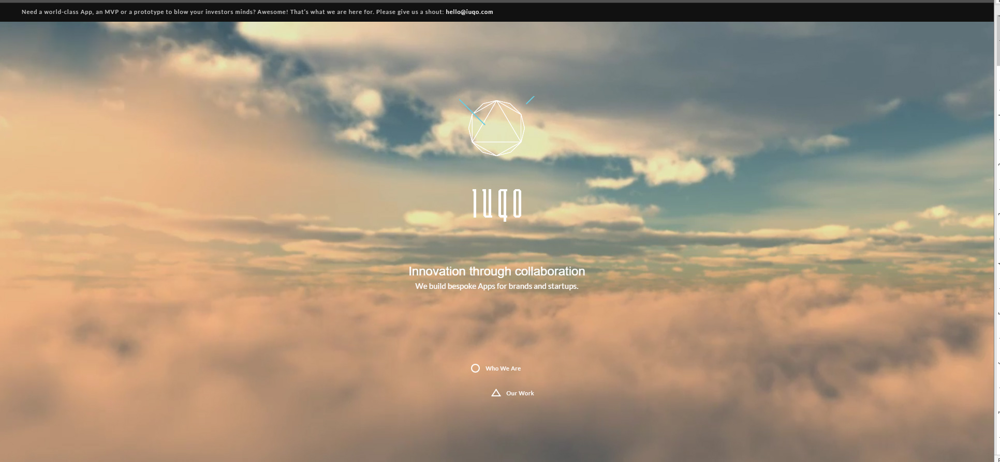 Need a world-class App, an MVP or a prototype to blow your investors minds? Awesome! That's what we are here for. Please give us a shout: hello@iuqo.com
IUQO
Innovation through collaboration
We build bespoke Apps for brands and startups.
Who We Are
Our Work